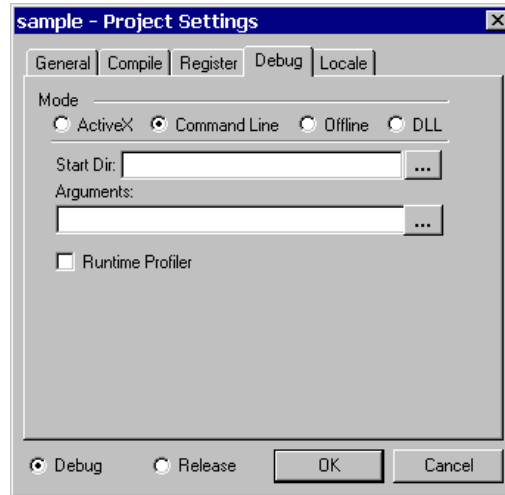 sample - Project Settings
General Compile Register Debug Locale
Mode
ActiveX Command Line Offline DLL
Start Dir: ...
Arguments:
...
Runtime Profiler
Debug Release OK Cancel